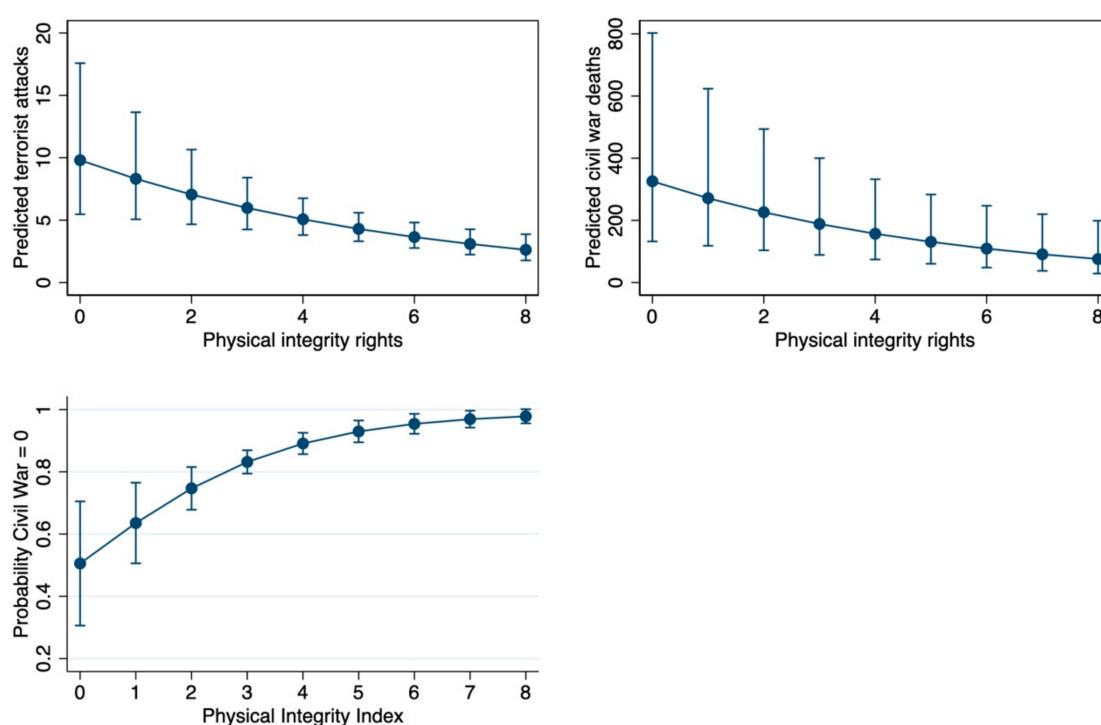 Predicted terrorist attacks
20
15
10
5
0
0 2 4 6 8
Physical integrity rights
Predicted civil war deaths
800
600
400
200
0
0 2 4 6 8
Physical integrity rights
Probability Civil War = 0
1
0.8
0.6
0.4
0.2
0 1 2 3 4 5 6 7 8
Physical Integrity Index